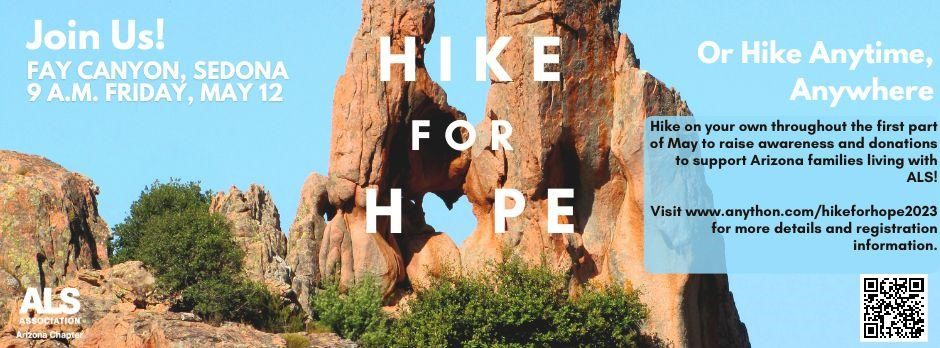 Join Us!
FAY CANYON, SEDONA
9 A.M. FRIDAY, MAY 12
HIKE
FOR
H PE
Or Hike Anytime,
Anywhere
Hike on your own throughout the first part
of May to raise awareness and donations
to support Arizona families living with
ALS!
Visit www.anython.com/hikeforhope2023
for more details and registration
information.
ALS
ASSOCIATION
Arizona Chapter